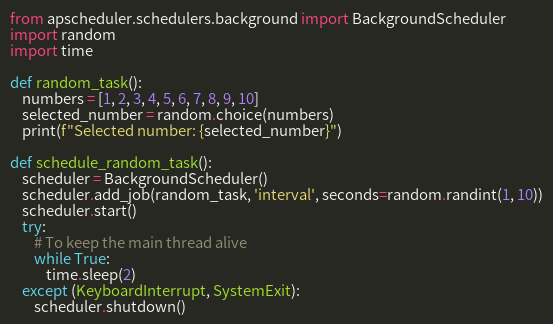 from apscheduler.schedulers.background import BackgroundScheduler
import random
import time

def random_task():
    numbers = [1, 2, 3, 4, 5, 6, 7, 8, 9, 10]
    selected_number = random.choice(numbers)
    print(f"Selected number: {selected_number}")

def schedule_random_task():
    scheduler = BackgroundScheduler()
    scheduler.add_job(random_task, 'interval', seconds=random.randint(1, 10))
    scheduler.start()
    try:
        # To keep the main thread alive
        while True:
            time.sleep(2)
    except (KeyboardInterrupt, SystemExit):
        scheduler.shutdown()